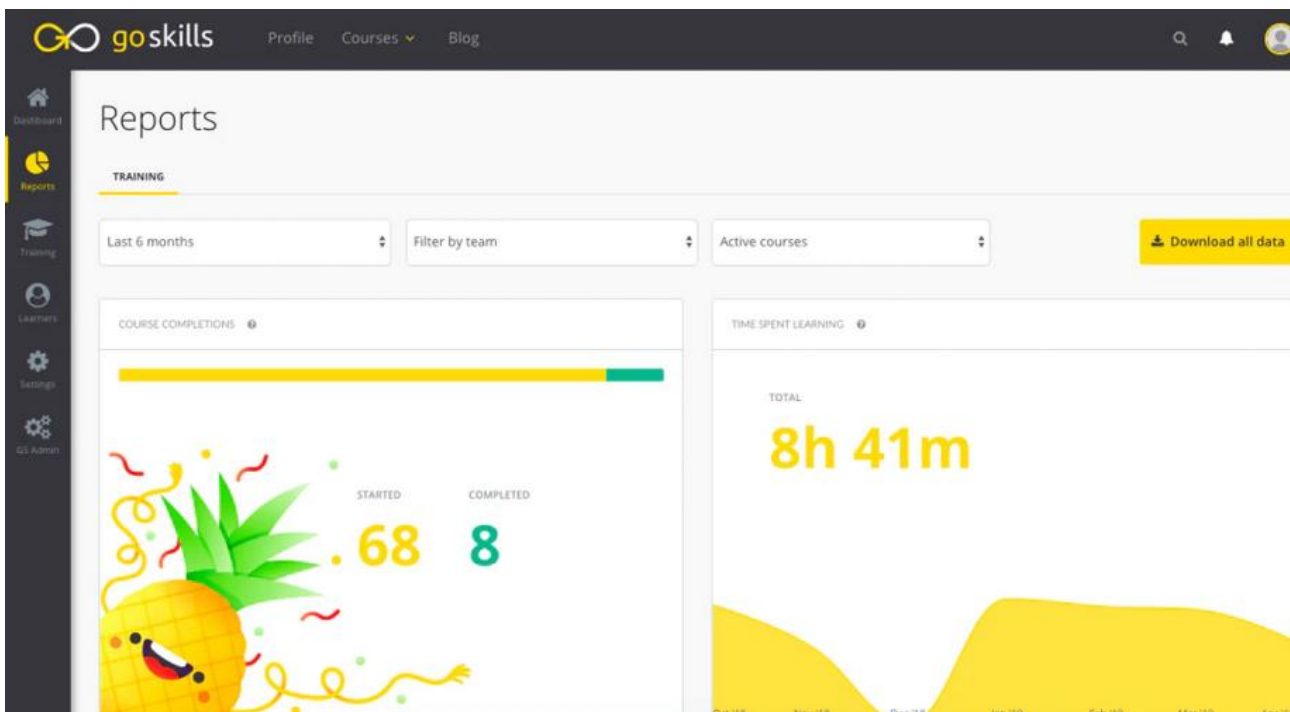 goskills Profile Courses Blog
Dashboard
Reports
Training
Learners
Settings
GS Admin
Reports
TRAINING
Last 6 months Filter by team Active courses Download all data
COURSE COMPLETIONS
STARTED COMPLETED
68 8
TIME SPENT LEARNING
TOTAL
8h 41m